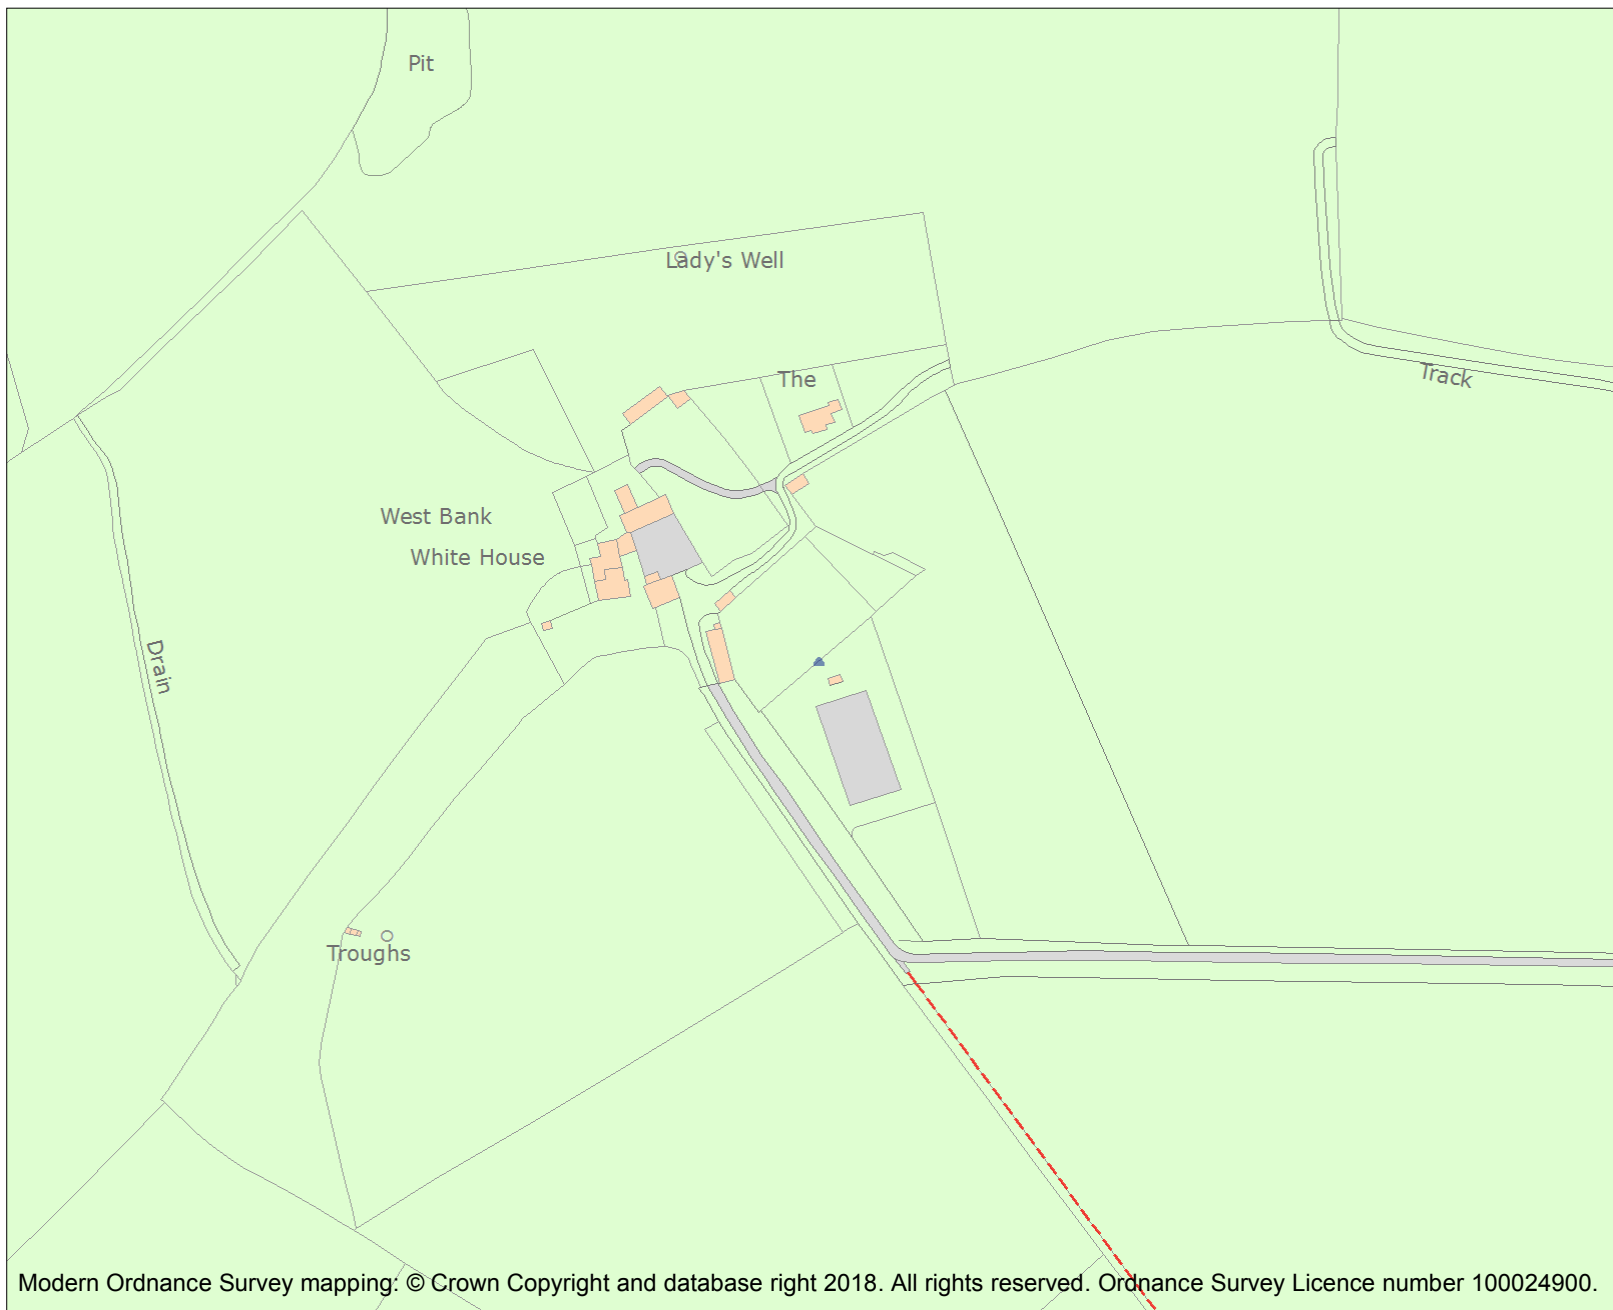 Pit
Lady's Well
The
Track
West Bank
White House
Drain
Troughs
Modern Ordnance Survey mapping: © Crown Copyright and database right 2018. All rights reserved. Ordnance Survey Licence number 100024900.